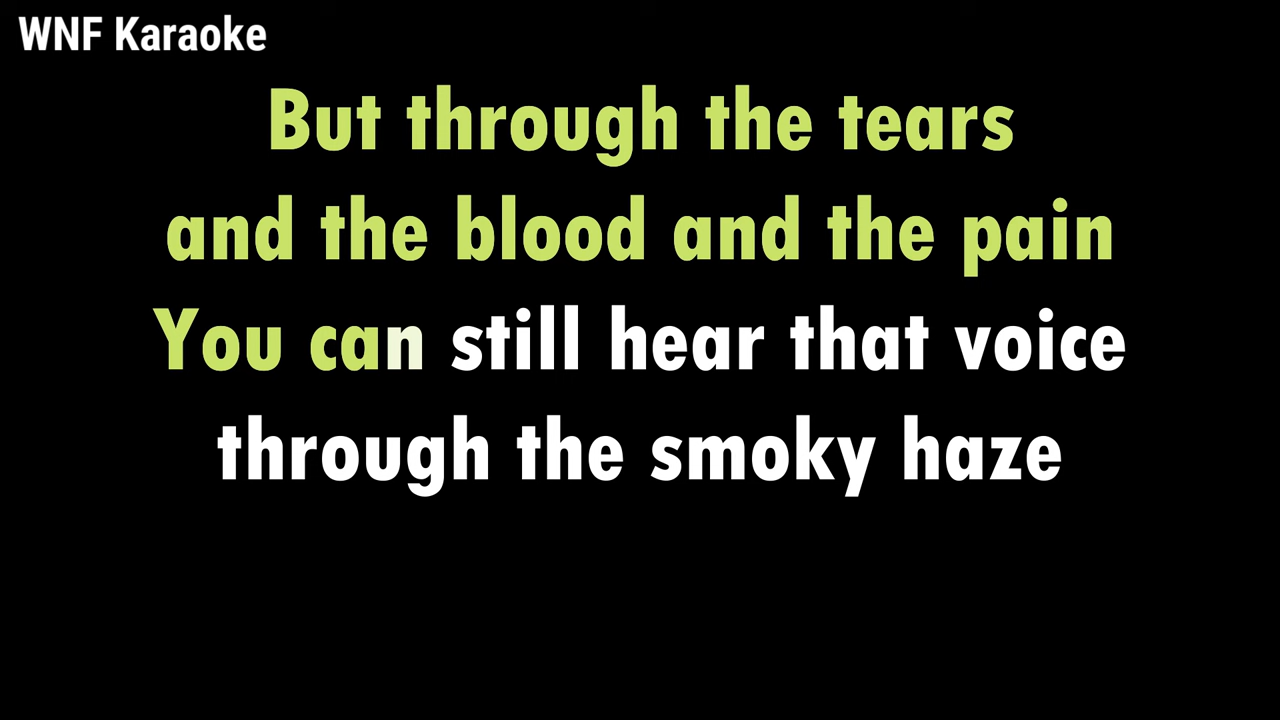 WNF Karaoke
But through the tears
and the blood and the pain
You can still hear that voice
through the smoky haze